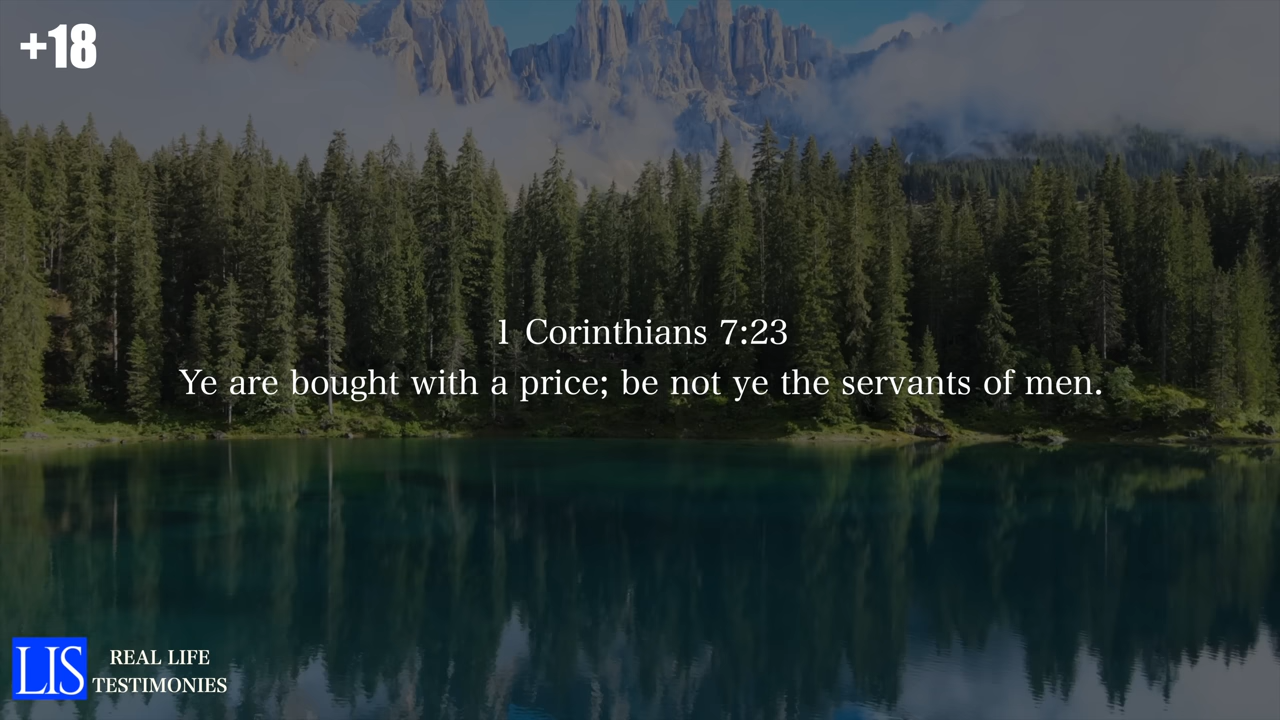 +18
1 Corinthians 7:23
Ye are bought with a price; be not ye the servants of men.
LIS
REAL LIFE
TESTIMONIES